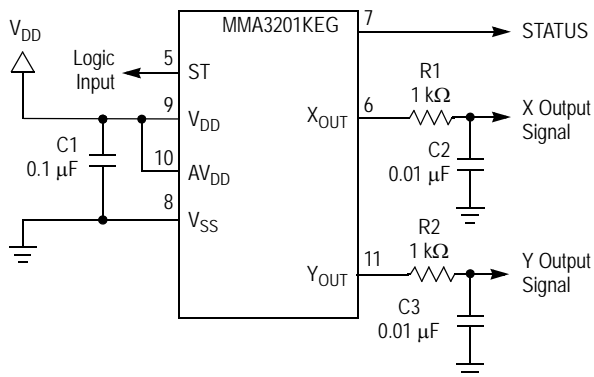 V_DD
MMA3201KEG
7
STATUS
Logic
Input
5
ST
R1
1 kΩ
9
V_DD
X_OUT
6
X Output
Signal
C1
0.1 μF
10
AV_DD
C2
0.01 μF
8
V_SS
R2
1 kΩ
Y_OUT
11
Y Output
Signal
C3
0.01 μF